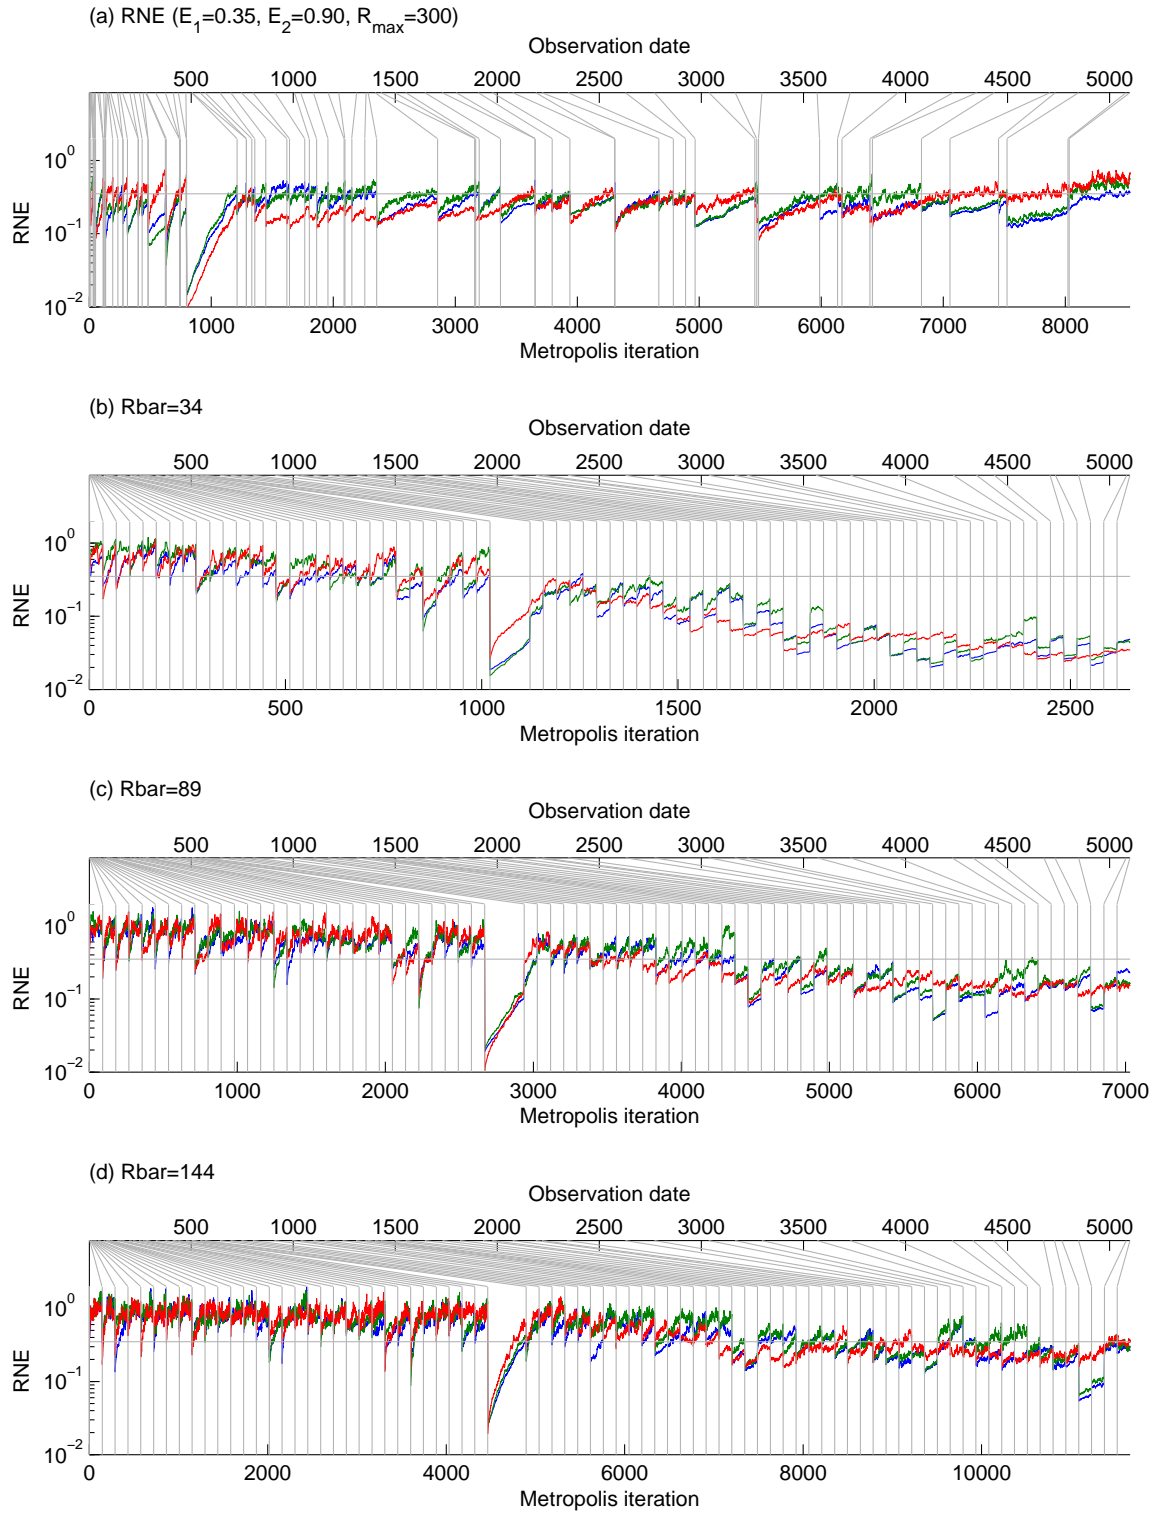 (a) RNE (E_1=0.35, E_2=0.90, R_max=300)
Observation date
500 1000 1500 2000 2500 3000 3500 4000 4500 5000
10^0
10^-1
10^-2
RNE
0 1000 2000 3000 4000 5000 6000 7000 8000
Metropolis iteration
(b) Rbar=34
Observation date
500 1000 1500 2000 2500 3000 3500 4000 4500 5000
10^0
10^-1
10^-2
RNE
0 500 1000 1500 2000 2500
Metropolis iteration
(c) Rbar=89
Observation date
500 1000 1500 2000 2500 3000 3500 4000 4500 5000
10^0
10^-1
10^-2
RNE
0 1000 2000 3000 4000 5000 6000 7000
Metropolis iteration
(d) Rbar=144
Observation date
500 1000 1500 2000 2500 3000 3500 4000 4500 5000
10^0
10^-1
10^-2
RNE
0 2000 4000 6000 8000 10000
Metropolis iteration